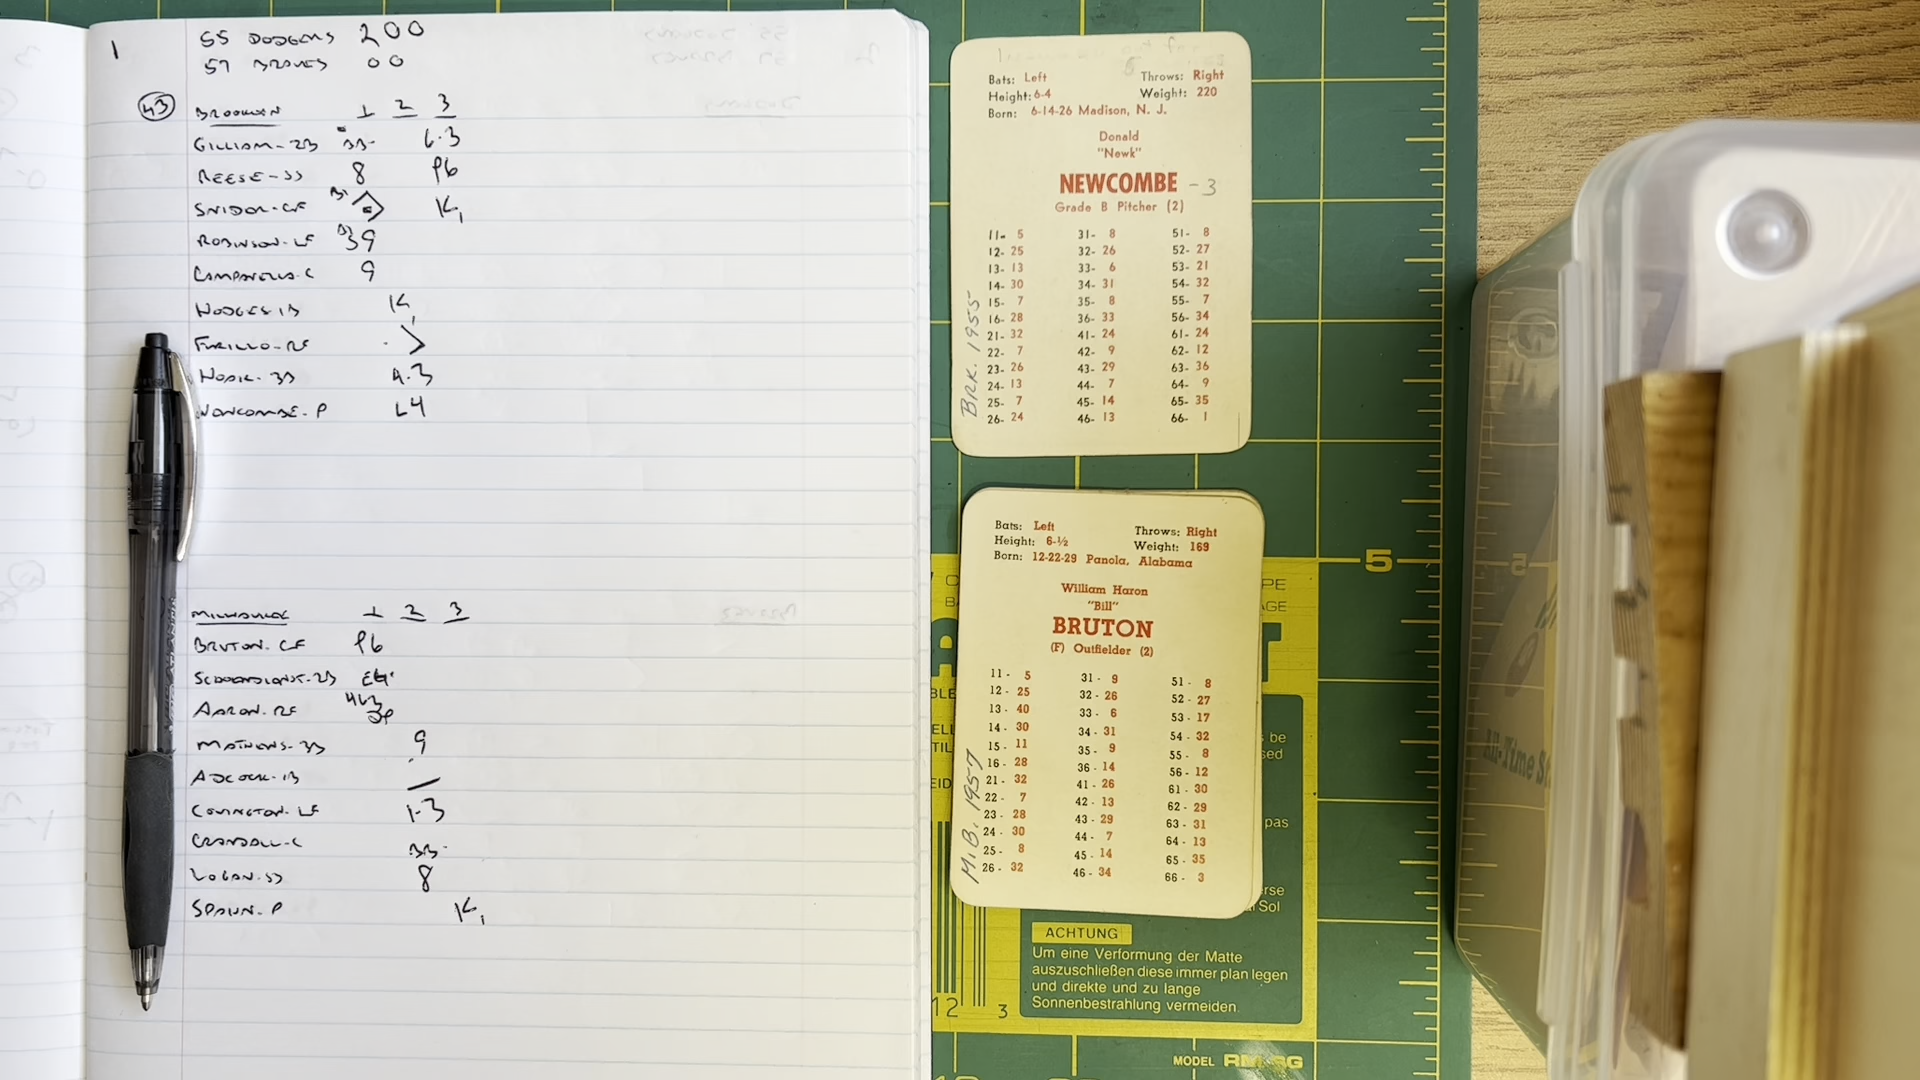 1
55 DODGERS 200
57 BRAVES 00
43
BROOKLYN 1 2 3
GILLIAM-2B BB- 6.3
REESE-SS 8 P6
SNIDER-CF K,
ROBINSON-LF 39
CAMPANELLA-C 9
HODGES-1B K,
FURILLO-RF
HOAK-3B 4.3
NEWCOMBE-P L4
MILWAUKEE 1 2 3
BRUTON-CF P6
SCHOENDIENST-2B
AARON-RF 463 DP
MATHEWS-3B 9
ADCOCK-1B —
COVINGTON-LF 1-3
CRANDALL-C BB-
LOGAN-SS 8
SPAHN-P K,
Bats: Left Throws: Right
Height: 6-4 Weight: 220
Born: 6-14-26 Madison, N. J.
Donald
"Newk"
NEWCOMBE -3
Grade B Pitcher (2)
11- 5 31- 8 51- 8
12- 25 32- 26 52- 27
13- 13 33- 6 53- 21
14- 30 34- 31 54- 32
15- 7 35- 8 55- 7
16- 28 36- 33 56- 34
21- 32 41- 24 61- 24
22- 7 42- 9 62- 12
23- 26 43- 29 63- 36
24- 13 44- 7 64- 9
25- 7 45- 14 65- 35
26- 24 46- 13 66- 1
BRK. 1955
Bats: Left Throws: Right
Height: 6-½ Weight: 169
Born: 12-22-29 Panola, Alabama
William Haron
"Bill"
BRUTON
(F) Outfielder (2)
11- 5 31- 9 51- 8
12- 25 32- 26 52- 27
13- 40 33- 6 53- 17
14- 30 34- 31 54- 32
15- 11 35- 9 55- 8
16- 28 36- 14 56- 12
21- 32 41- 26 61- 30
22- 7 42- 13 62- 29
23- 28 43- 29 63- 31
24- 30 44- 7 64- 13
25- 8 45- 14 65- 35
26- 32 46- 34 66- 3
MIL. 1957
5
ACHTUNG
Um eine Verformung der Matte
auszuschließen diese immer plan legen
und direkte und zu lange
Sonnenbestrahlung vermeiden.
12 3
MODEL
All-Time